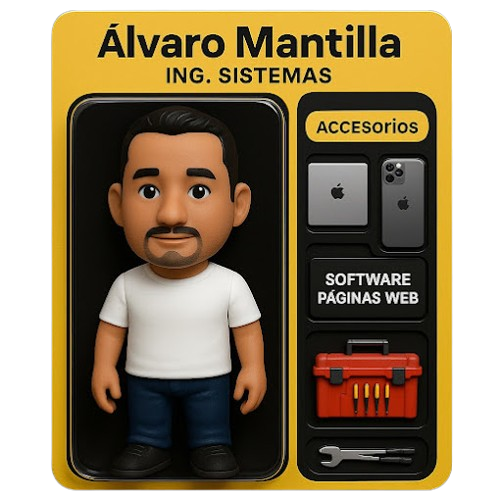 Álvaro Mantilla
ING. SISTEMAS
ACCESorios
SOFTWARE
PÁGINAS WEB